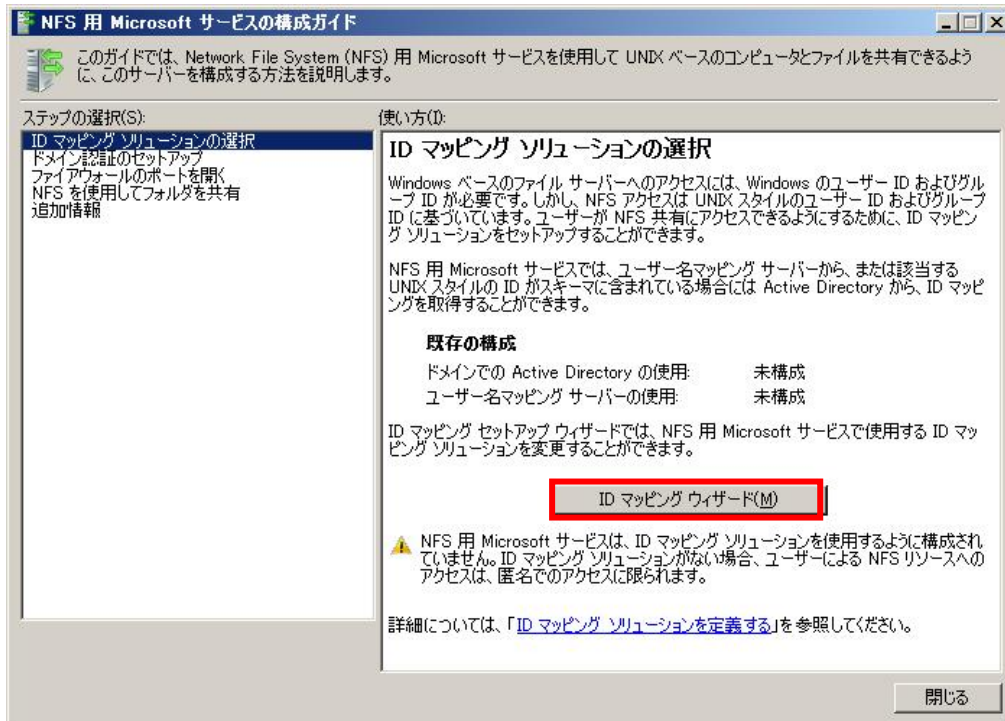 NFS 用 Microsoft サービスの構成ガイド
このガイドでは、Network File System (NFS) 用 Microsoft サービスを使用して UNIX ベースのコンピュータとファイルを共有できるよう
に、このサーバーを構成する方法を説明します。
ステップの選択(S):
ID マッピング ソリューションの選択
ドメイン認証のセットアップ
ファイアウォールのポートを開く
NFS を使用してフォルダを共有
追加情報
使い方(I):
ID マッピング ソリューションの選択
Windows ベースのファイル サーバーへのアクセスには、Windows のユーザー ID およびグル
ープ ID が必要です。しかし、NFS アクセスは UNIX スタイルのユーザー ID およびグループ
ID に基づいています。ユーザーが NFS 共有にアクセスできるようにするために、ID マッピン
グ ソリューションをセットアップすることができます。
NFS 用 Microsoft サービスでは、ユーザー名マッピング サーバーから、または該当する
UNIX スタイルの ID がスキーマに含まれている場合には Active Directory から、ID マッピ
ングを取得することができます。
既存の構成
ドメインでの Active Directory の使用: 未構成
ユーザー名マッピング サーバーの使用: 未構成
ID マッピング セットアップ ウィザードでは、NFS 用 Microsoft サービスで使用する ID マッ
ピング ソリューションを変更することができます。
ID マッピング ウィザード(M)
NFS 用 Microsoft サービスは、ID マッピング ソリューションを使用するように構成され
ていません。ID マッピング ソリューションがない場合、ユーザーによる NFS リソースへの
アクセスは、匿名でのアクセスに限られます。
詳細については、「ID マッピング ソリューションを定義する」を参照してください。
閉じる